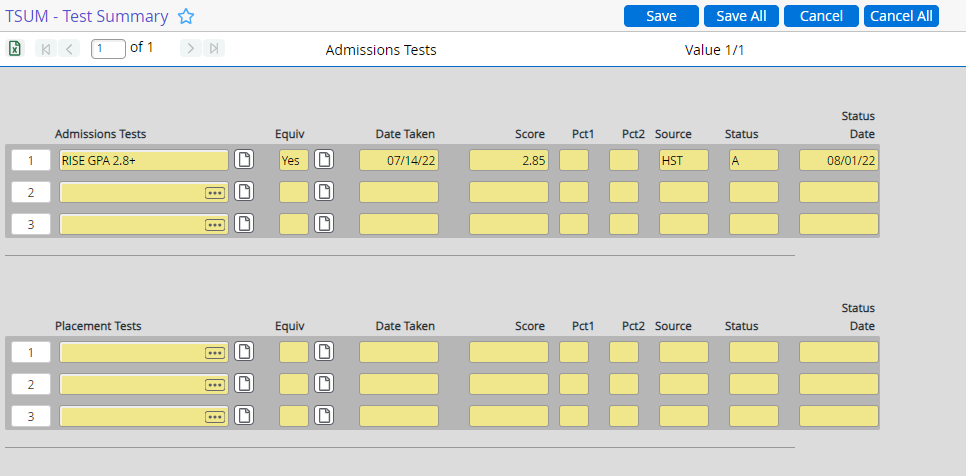 TSUM - Test Summary Save Save All Cancel Cancel All
1 of 1 Admissions Tests Value 1/1
Status
Admissions Tests Equiv Date Taken Score Pct1 Pct2 Source Status Date
1 RISE GPA 2.8+ Yes 07/14/22 2.85 HST A 08/01/22
2
3
Status
Placement Tests Equiv Date Taken Score Pct1 Pct2 Source Status Date
1
2
3